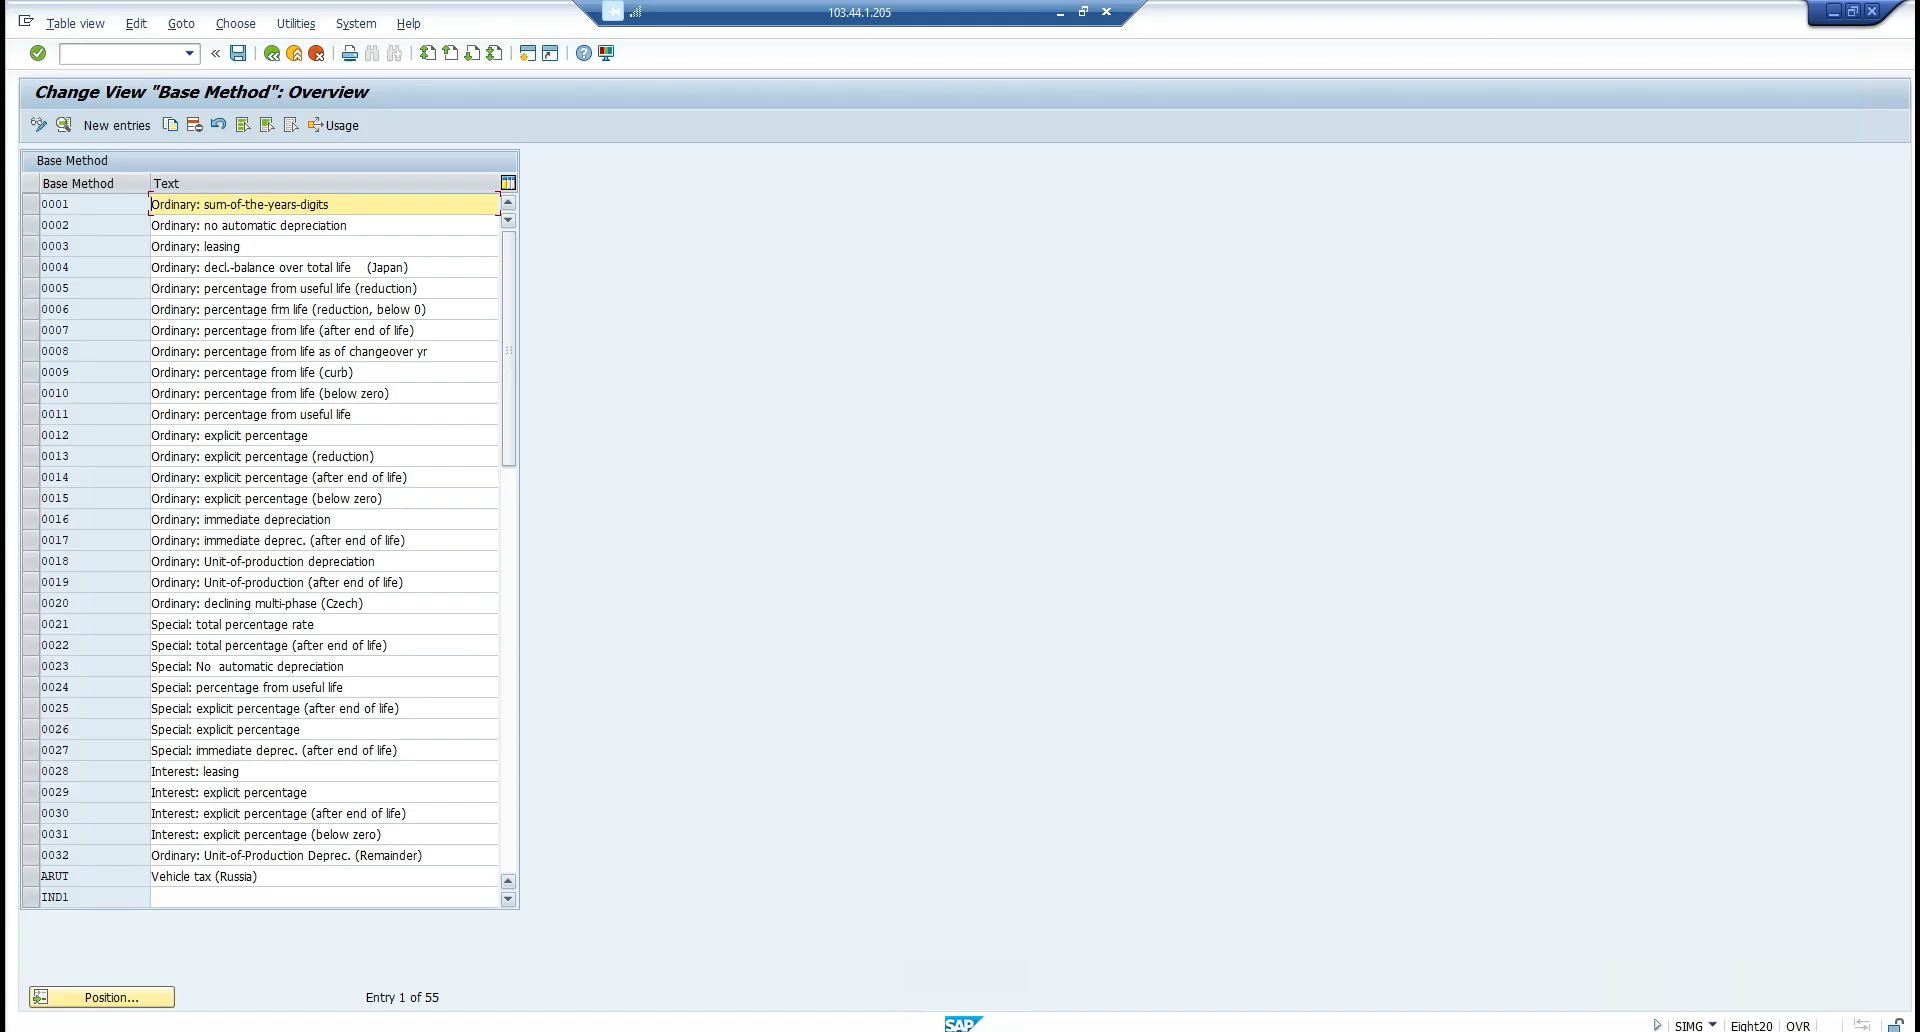 103.44.1.205
Table view Edit Goto Choose Utilities System Help
Change View "Base Method": Overview
New entries Usage
Base Method
Base Method Text
0001 Ordinary: sum-of-the-years-digits
0002 Ordinary: no automatic depreciation
0003 Ordinary: leasing
0004 Ordinary: decl.-balance over total life (Japan)
0005 Ordinary: percentage from useful life (reduction)
0006 Ordinary: percentage frm life (reduction, below 0)
0007 Ordinary: percentage from life (after end of life)
0008 Ordinary: percentage from life as of changeover yr
0009 Ordinary: percentage from life (curb)
0010 Ordinary: percentage from life (below zero)
0011 Ordinary: percentage from useful life
0012 Ordinary: explicit percentage
0013 Ordinary: explicit percentage (reduction)
0014 Ordinary: explicit percentage (after end of life)
0015 Ordinary: explicit percentage (below zero)
0016 Ordinary: immediate depreciation
0017 Ordinary: immediate deprec. (after end of life)
0018 Ordinary: Unit-of-production depreciation
0019 Ordinary: Unit-of-production (after end of life)
0020 Ordinary: declining multi-phase (Czech)
0021 Special: total percentage rate
0022 Special: total percentage (after end of life)
0023 Special: No automatic depreciation
0024 Special: percentage from useful life
0025 Special: explicit percentage (after end of life)
0026 Special: explicit percentage
0027 Special: immediate deprec. (after end of life)
0028 Interest: leasing
0029 Interest: explicit percentage
0030 Interest: explicit percentage (after end of life)
0031 Interest: explicit percentage (below zero)
0032 Ordinary: Unit-of-Production Deprec. (Remainder)
ARUT Vehicle tax (Russia)
IND1
Position... Entry 1 of 55
SAP SIMG Eight20 OVR